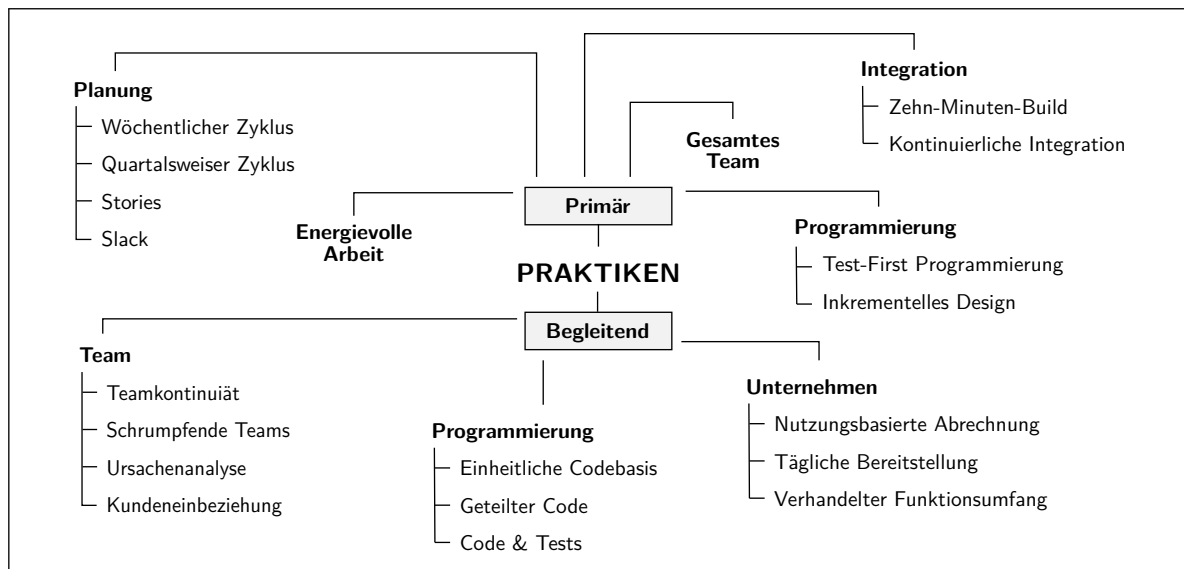 Planung
Wöchentlicher Zyklus
Quartalsweiser Zyklus
Stories
Slack
Energievolle
Arbeit
Gesamtes
Team
Integration
Zehn-Minuten-Build
Kontinuierliche Integration
Primär
Programmierung
Test-First Programmierung
Inkrementelles Design
PRAKTIKEN
Begleitend
Team
Teamkontinuiät
Schrumpfende Teams
Ursachenanalyse
Kundeneinbeziehung
Programmierung
Einheitliche Codebasis
Geteilter Code
Code & Tests
Unternehmen
Nutzungsbasierte Abrechnung
Tägliche Bereitstellung
Verhandelter Funktionsumfang